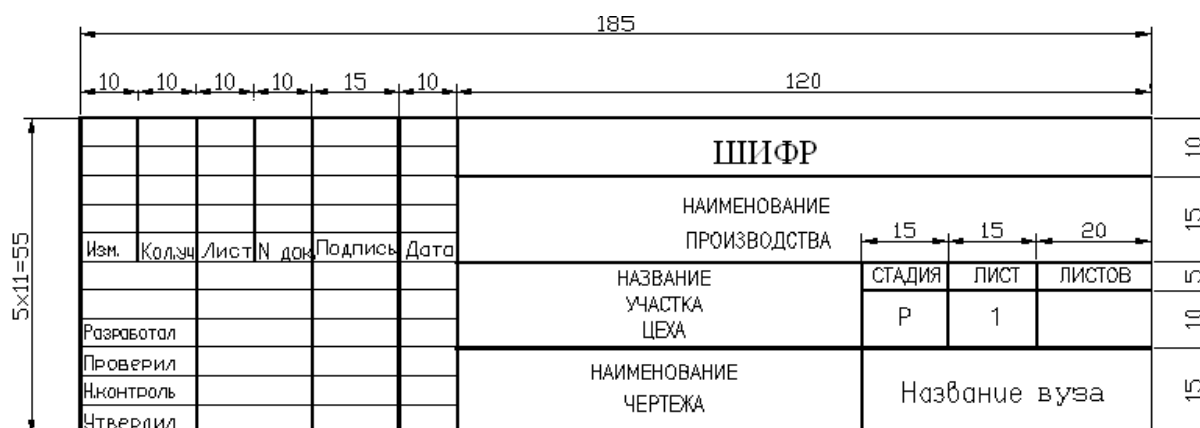 185
10 10 10 10 15 10 120
ШИФР
10
НАИМЕНОВАНИЕ
ПРОИЗВОДСТВА
15
15 15 20
Изм. Кол.уч Лист N док Подпись Дата
5x11=55
НАЗВАНИЕ
УЧАСТКА
ЦЕХА
СТАДИЯ ЛИСТ ЛИСТОВ
5
Р 1
10
Разработал
Проверил
Н.контроль
Утвердил
НАИМЕНОВАНИЕ
ЧЕРТЕЖА
Название вуза
15